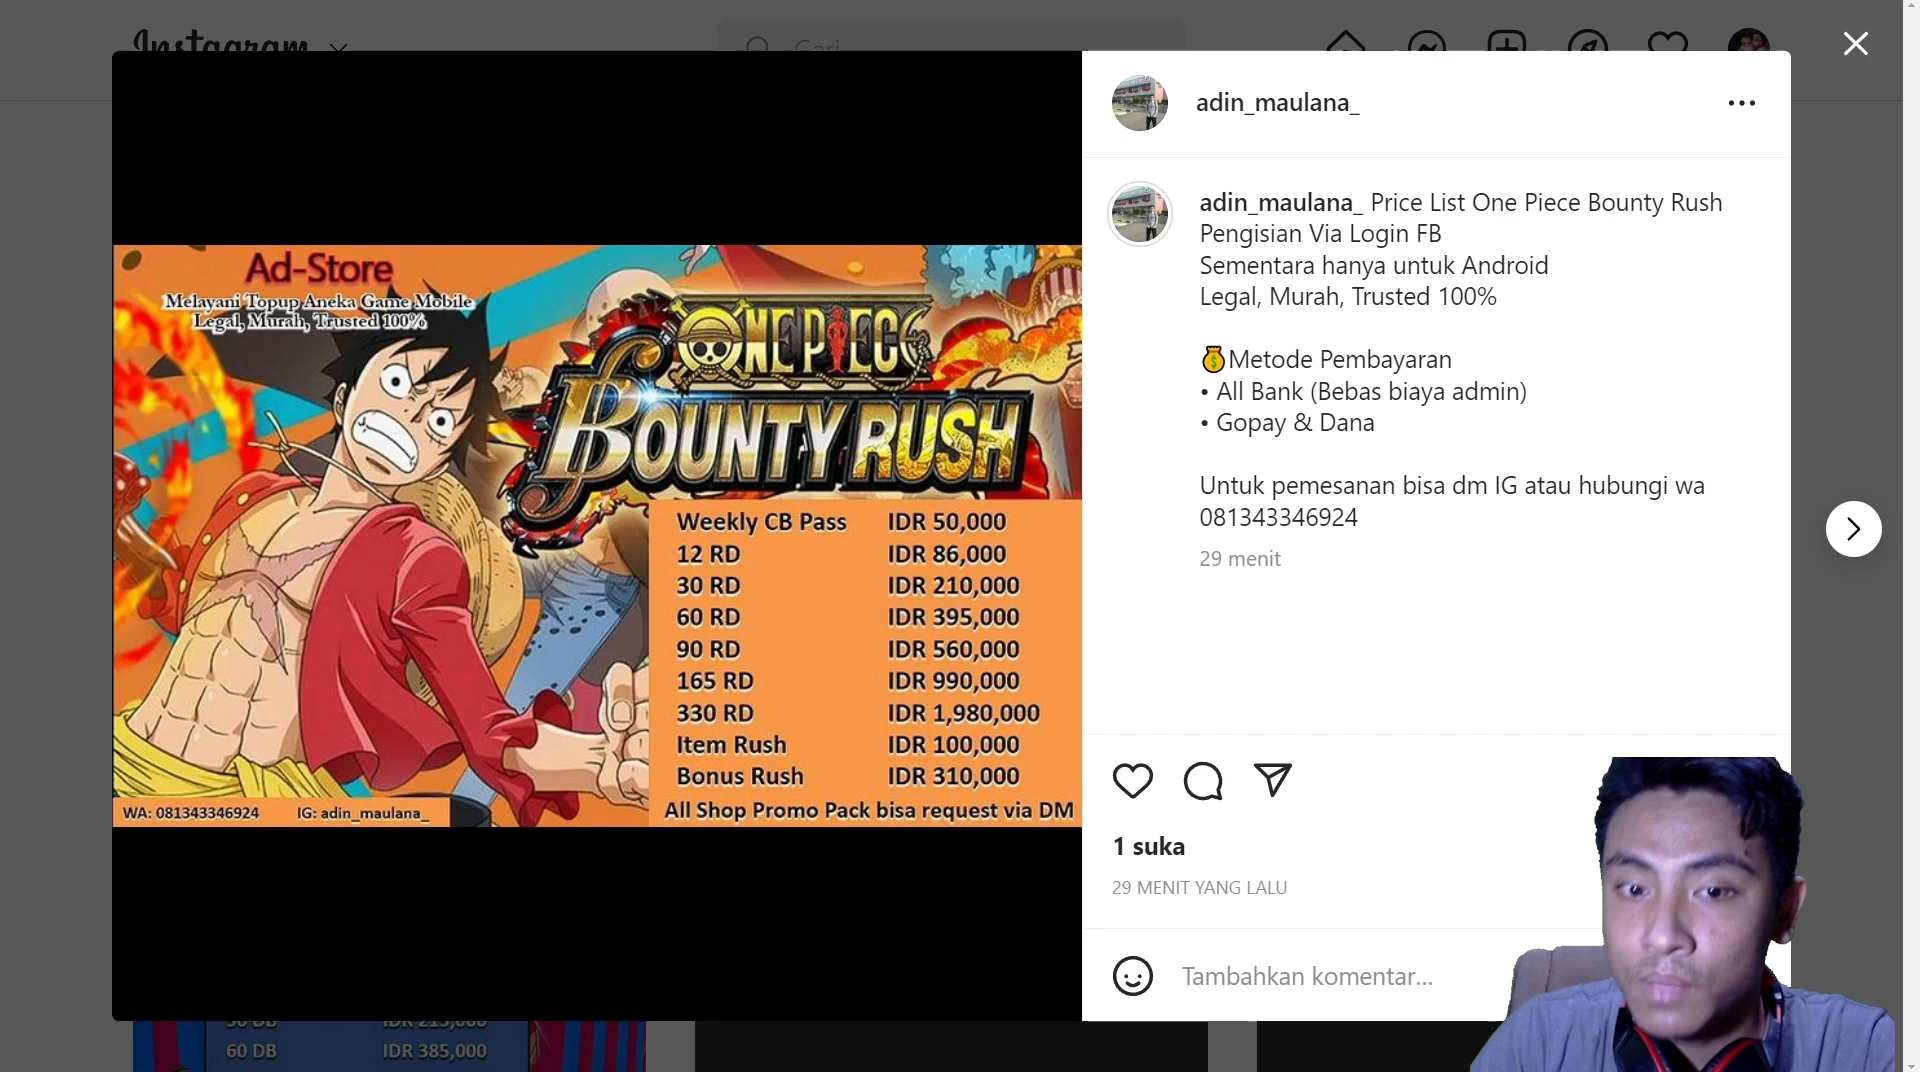 Instagram
Cari
adin_maulana_
Ad-Store
Melayani Topup Aneka Game Mobile
Legal, Murah, Trusted 100%
ONE PIECE
BOUNTY RUSH
Weekly CB Pass IDR 50,000
12 RD IDR 86,000
30 RD IDR 210,000
60 RD IDR 395,000
90 RD IDR 560,000
165 RD IDR 990,000
330 RD IDR 1,980,000
Item Rush IDR 100,000
Bonus Rush IDR 310,000
All Shop Promo Pack bisa request via DM
WA: 081343346924 IG: adin_maulana_
adin_maulana_ Price List One Piece Bounty Rush
Pengisian Via Login FB
Sementara hanya untuk Android
Legal, Murah, Trusted 100%
💰Metode Pembayaran
• All Bank (Bebas biaya admin)
• Gopay & Dana
Untuk pemesanan bisa dm IG atau hubungi wa
081343346924
29 menit
1 suka
29 MENIT YANG LALU
Tambahkan komentar...
60 DB IDR 385,000